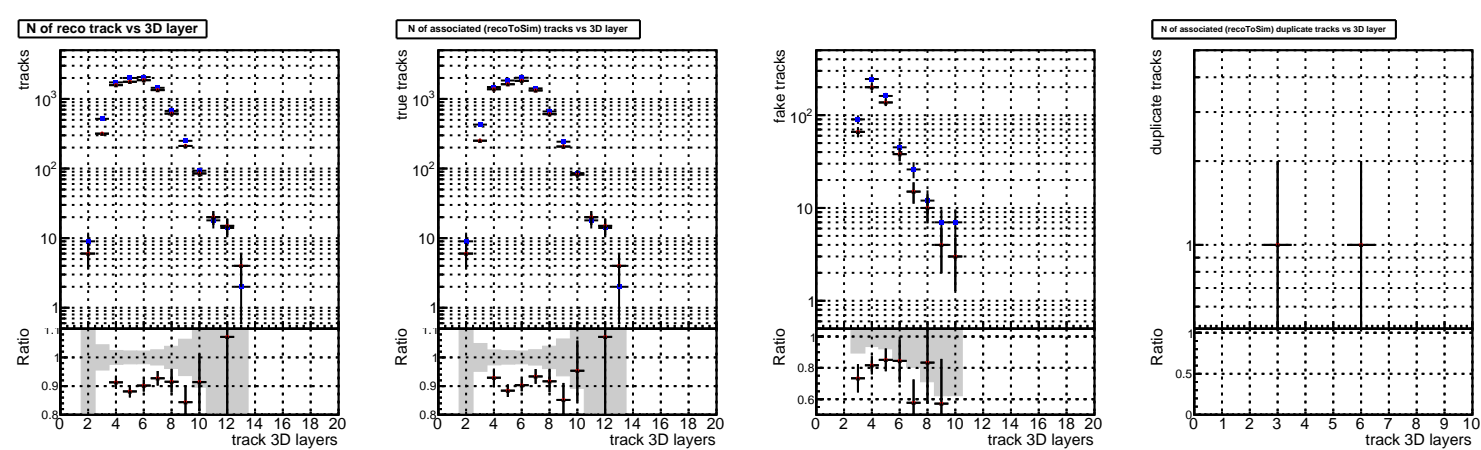 N of reco track vs 3D layer
tracks
10³
10²
10
1
1.1
1
0.9
0.8
Ratio
0 2 4 6 8 10 12 14 16 18 20
track 3D layers
N of associated (recoToSim) tracks vs 3D layer
true tracks
10³
10²
10
1
1.1
1
0.9
0.8
Ratio
0 2 4 6 8 10 12 14 16 18 20
track 3D layers
fake tracks
10²
10
1
1
0.8
0.6
Ratio
0 2 4 6 8 10 12 14 16 18 20
track 3D layers
N of associated (recoToSim) duplicate tracks vs 3D layer
duplicate tracks
1
1
0.5
0
Ratio
0 1 2 3 4 5 6 7 8 9 10
track 3D layers